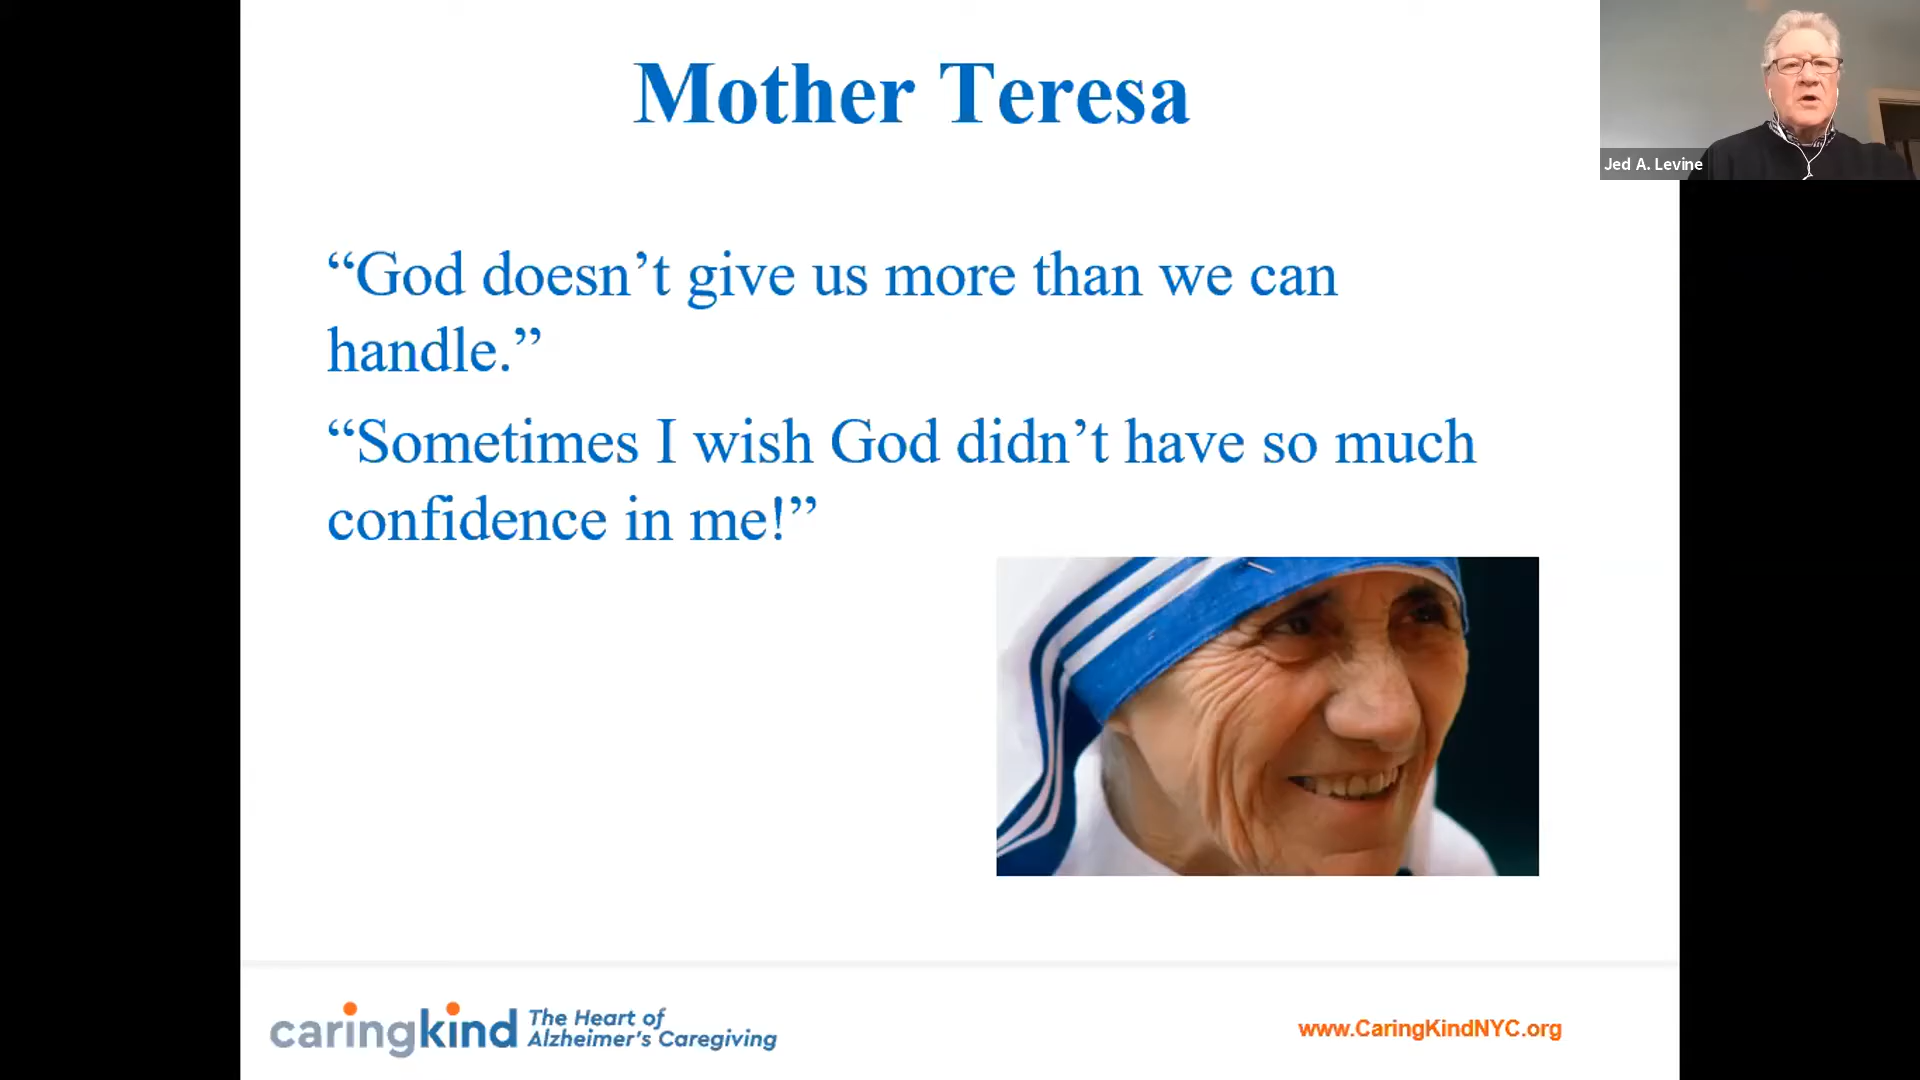 Mother Teresa
Jed A. Levine
“God doesn’t give us more than we can
handle.”
“Sometimes I wish God didn’t have so much
confidence in me!”
caringkind The Heart of
Alzheimer’s Caregiving
www.CaringKindNYC.org